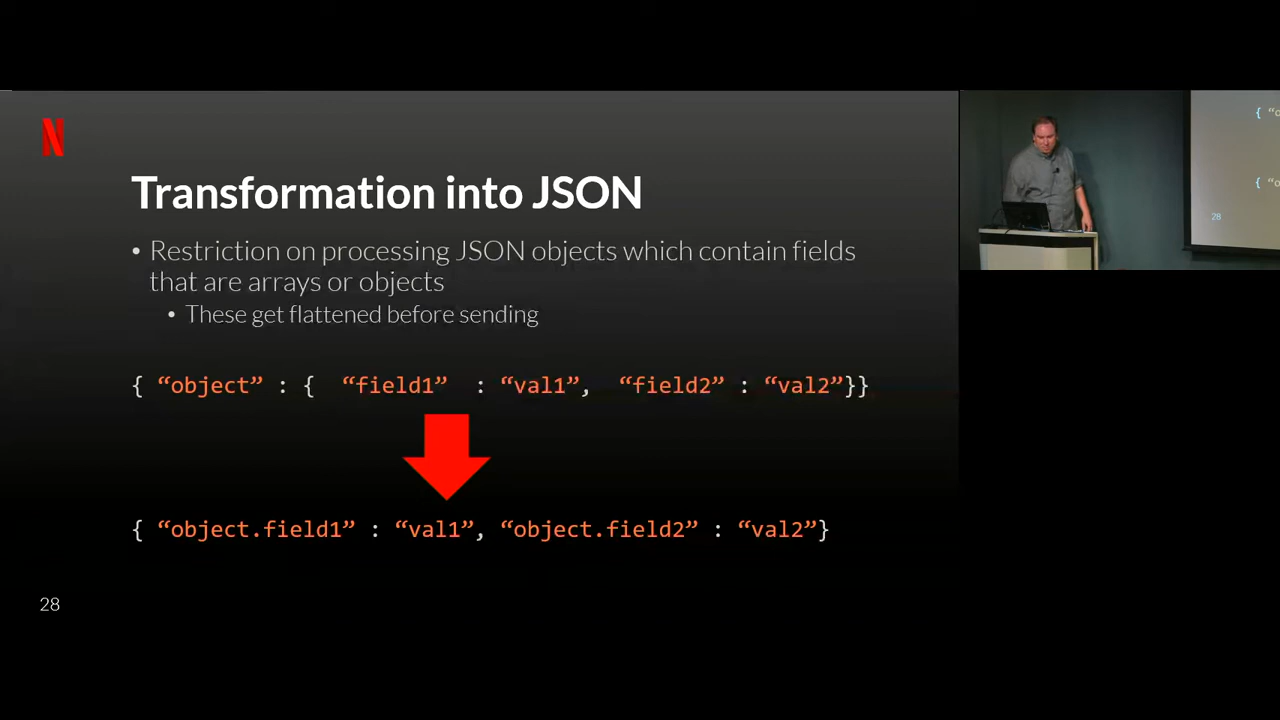 N
Transformation into JSON
• Restriction on processing JSON objects which contain fields
that are arrays or objects
• These get flattened before sending
{ “object” : { “field1” : “val1”, “field2” : “val2”}}
{ “object.field1” : “val1”, “object.field2” : “val2”}
28
{ “o
{ “o
28